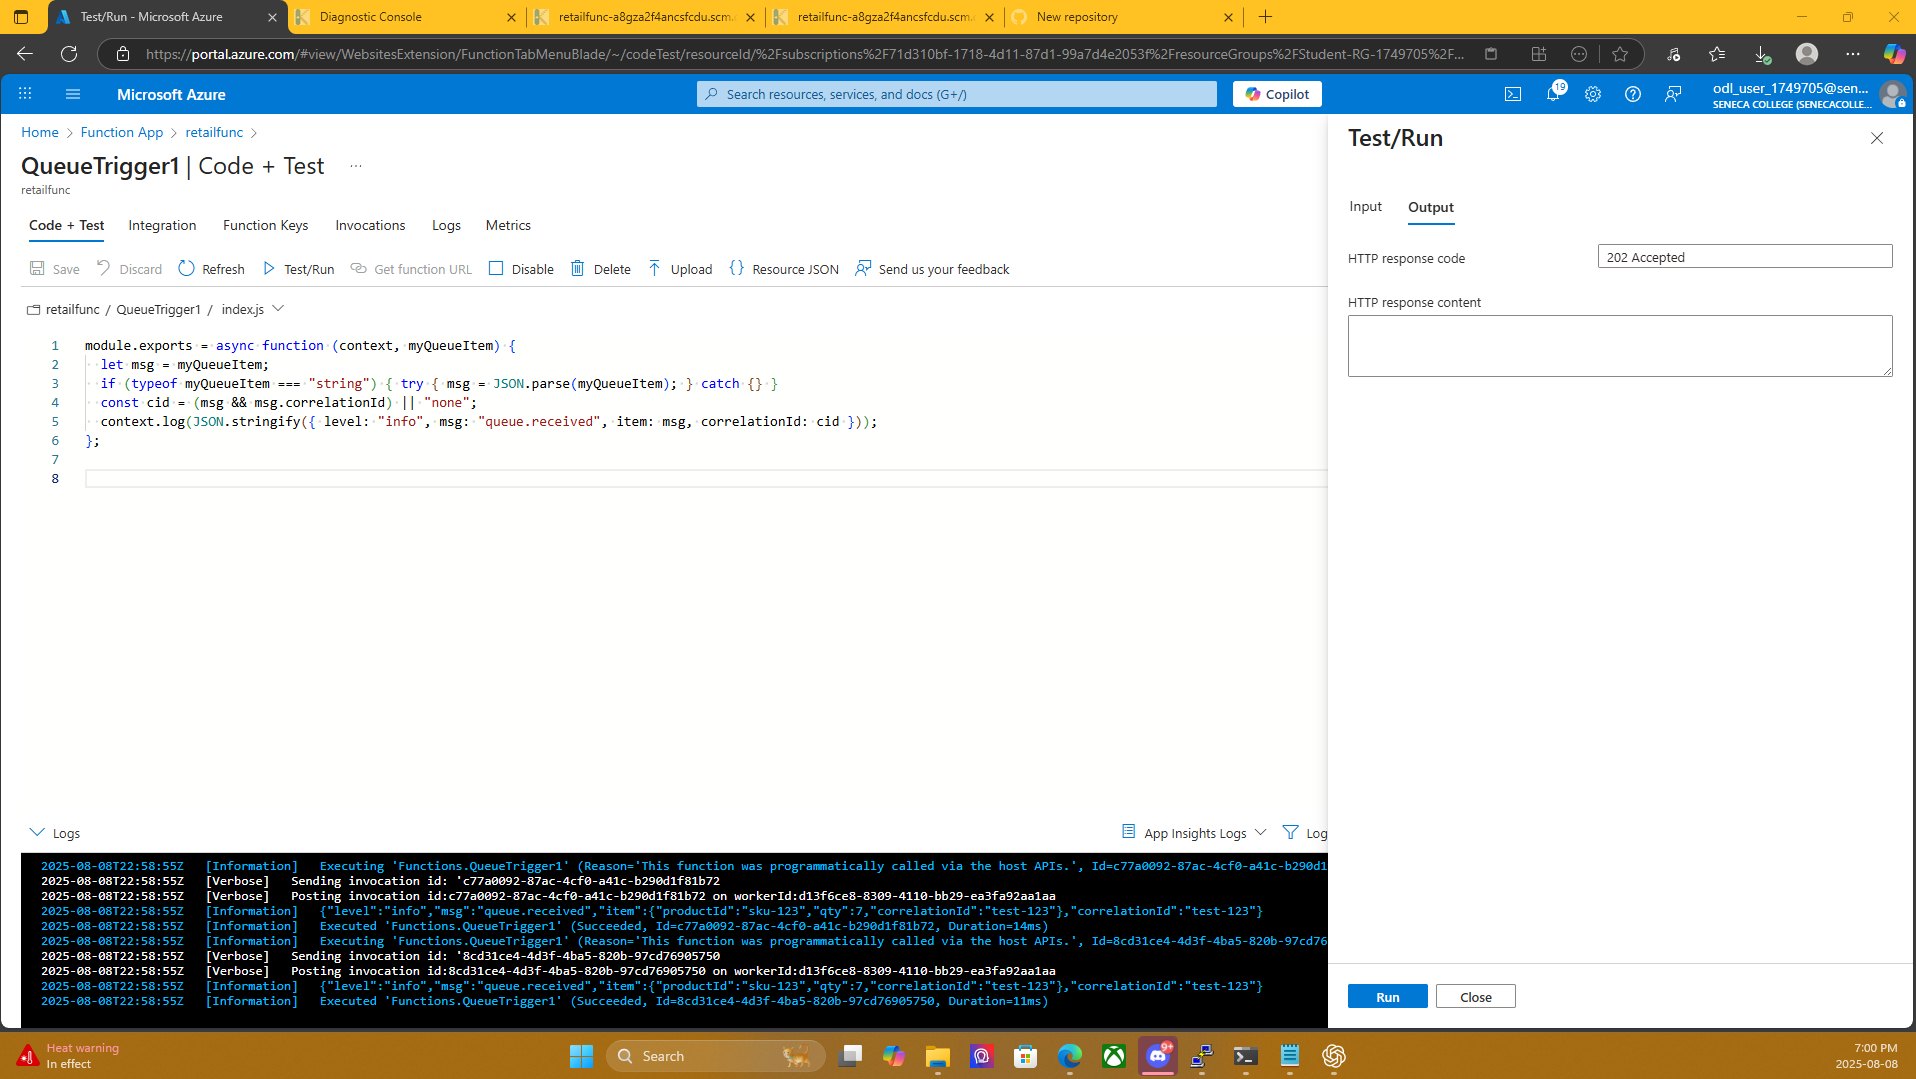 Test/Run - Microsoft Azure
Diagnostic Console
retailfunc-a8gza2f4ancsfcdu.scm.
retailfunc-a8gza2f4ancsfcdu.scm.
New repository
https://portal.azure.com/#view/WebsitesExtension/FunctionTabMenuBlade/~/codeTest/resourceId/%2Fsubscriptions%2F71d310bf-1718-4d11-87d1-99a7d4e2053f%2FresourceGroups%2FStudent-RG-1749705%2F...
Microsoft Azure
Search resources, services, and docs (G+/)
Copilot
19
odl_user_1749705@sen...
SENECA COLLEGE (SENECACOLLE...
Home > Function App > retailfunc >
QueueTrigger1 | Code + Test ...
retailfunc
Code + Test Integration Function Keys Invocations Logs Metrics
Save Discard Refresh Test/Run Get function URL Disable Delete Upload Resource JSON Send us your feedback
retailfunc / QueueTrigger1 / index.js
1 module.exports = async function (context, myQueueItem) {
2 let msg = myQueueItem;
3 if (typeof myQueueItem === "string") { try { msg = JSON.parse(myQueueItem); } catch {} }
4 const cid = (msg && msg.correlationId) || "none";
5 context.log(JSON.stringify({ level: "info", msg: "queue.received", item: msg, correlationId: cid }));
6 };
7
8
Logs
App Insights Logs
Log
2025-08-08T22:58:55Z [Information] Executing 'Functions.QueueTrigger1' (Reason='This function was programmatically called via the host APIs.', Id=c77a0092-87ac-4cf0-a41c-b290d1
2025-08-08T22:58:55Z [Verbose] Sending invocation id: 'c77a0092-87ac-4cf0-a41c-b290d1f81b72
2025-08-08T22:58:55Z [Verbose] Posting invocation id:c77a0092-87ac-4cf0-a41c-b290d1f81b72 on workerId:d13f6ce8-8309-4110-bb29-ea3fa92aa1aa
2025-08-08T22:58:55Z [Information] {"level":"info","msg":"queue.received","item":{"productId":"sku-123","qty":7,"correlationId":"test-123"},"correlationId":"test-123"}
2025-08-08T22:58:55Z [Information] Executed 'Functions.QueueTrigger1' (Succeeded, Id=c77a0092-87ac-4cf0-a41c-b290d1f81b72, Duration=14ms)
2025-08-08T22:58:55Z [Information] Executing 'Functions.QueueTrigger1' (Reason='This function was programmatically called via the host APIs.', Id=8cd31ce4-4d3f-4ba5-820b-97cd76
2025-08-08T22:58:55Z [Verbose] Sending invocation id: '8cd31ce4-4d3f-4ba5-820b-97cd76905750
2025-08-08T22:58:55Z [Verbose] Posting invocation id:8cd31ce4-4d3f-4ba5-820b-97cd76905750 on workerId:d13f6ce8-8309-4110-bb29-ea3fa92aa1aa
2025-08-08T22:58:55Z [Information] {"level":"info","msg":"queue.received","item":{"productId":"sku-123","qty":7,"correlationId":"test-123"},"correlationId":"test-123"}
2025-08-08T22:58:55Z [Information] Executed 'Functions.QueueTrigger1' (Succeeded, Id=8cd31ce4-4d3f-4ba5-820b-97cd76905750, Duration=11ms)
Test/Run
Input Output
HTTP response code
202 Accepted
HTTP response content
Run Close
Heat warning
In effect
Search
9+
7:00 PM
2025-08-08